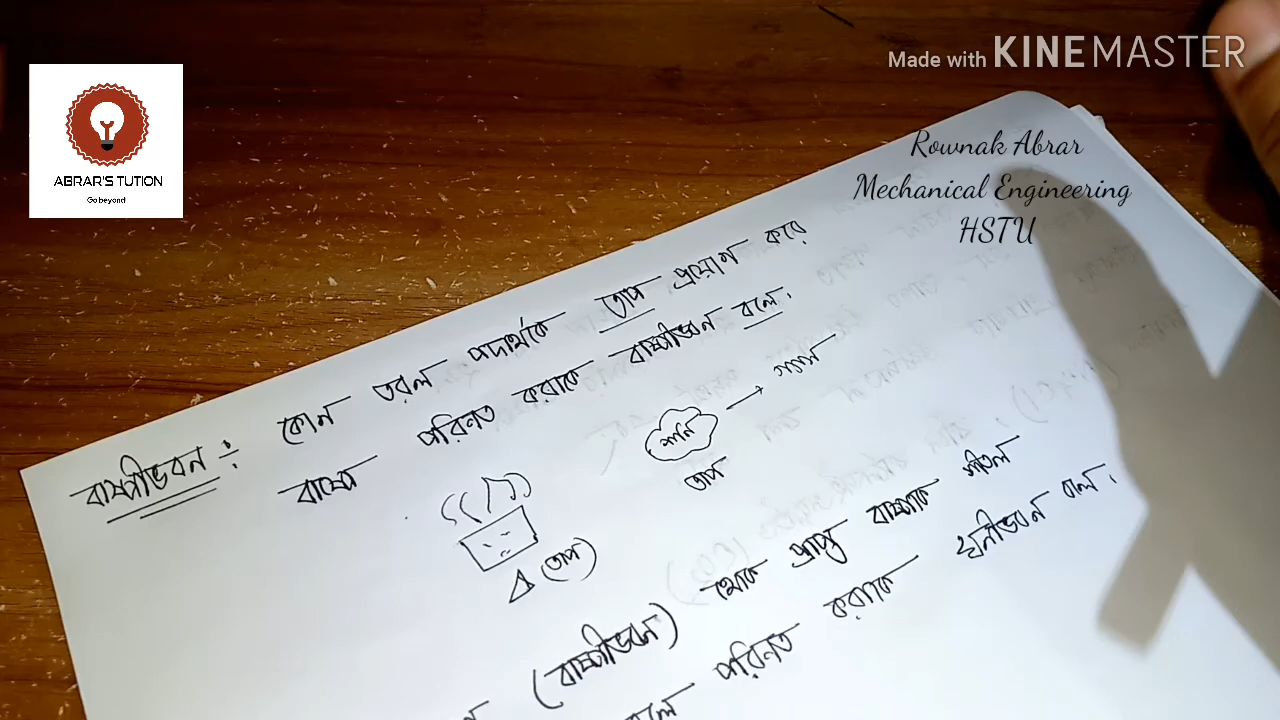 Made with KINEMASTER
ABRAR'S TUTION
Go beyond
Rownak Abrar
Mechanical Engineering
HSTU
বাষ্পীভবন ÷ কোন তরল পদার্থকে তাপ প্রয়োগ করে
বাষ্পে পরিনত করাকে বাষ্পীভবন বলে।
পানি → গ্যাস
তাপ
(তাপ)
(বাষ্পীভবনে) থেকে প্রাপ্ত বাষ্পকে শীতল
পরিনত করাকে ঘনীভবন বলে।